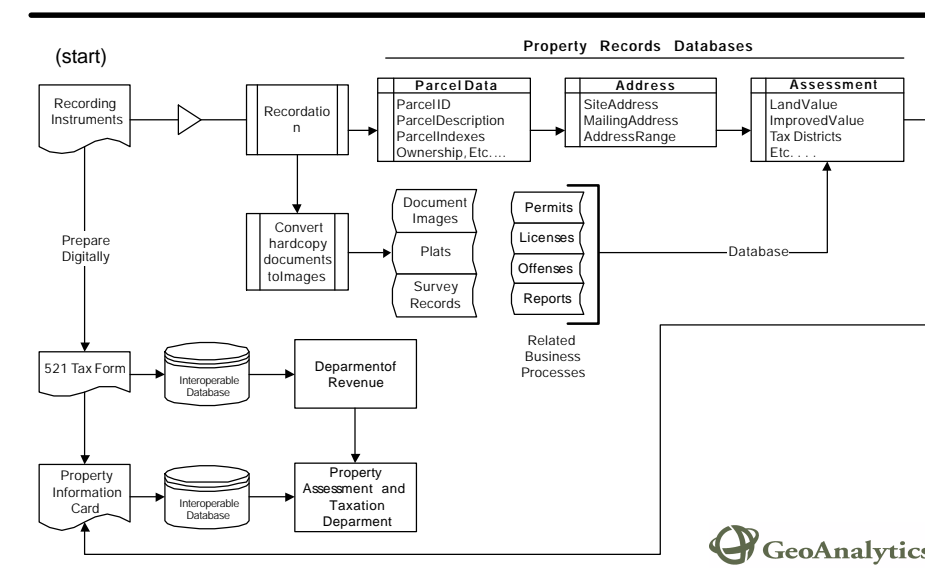 (start)
Property Records Databases
Recording
Instruments
Recordatio
n
ParcelData
ParcelID
ParcelDescription
ParcelIndexes
Ownership, Etc....
Address
SiteAddress
MailingAddress
AddressRange
Assessment
LandValue
ImprovedValue
Tax Districts
Etc. . . .
Prepare
Digitally
Convert
hardcopy
documents
toImages
Document
Images
Plats
Survey
Records
Permits
Licenses
Offenses
Reports
Database
Related
Business
Processes
521 Tax Form
Interoperable
Database
Deparmentof
Revenue
Property
Information
Card
Interoperable
Database
Property
Assessment and
Taxation
Deparment
GeoAnalytics